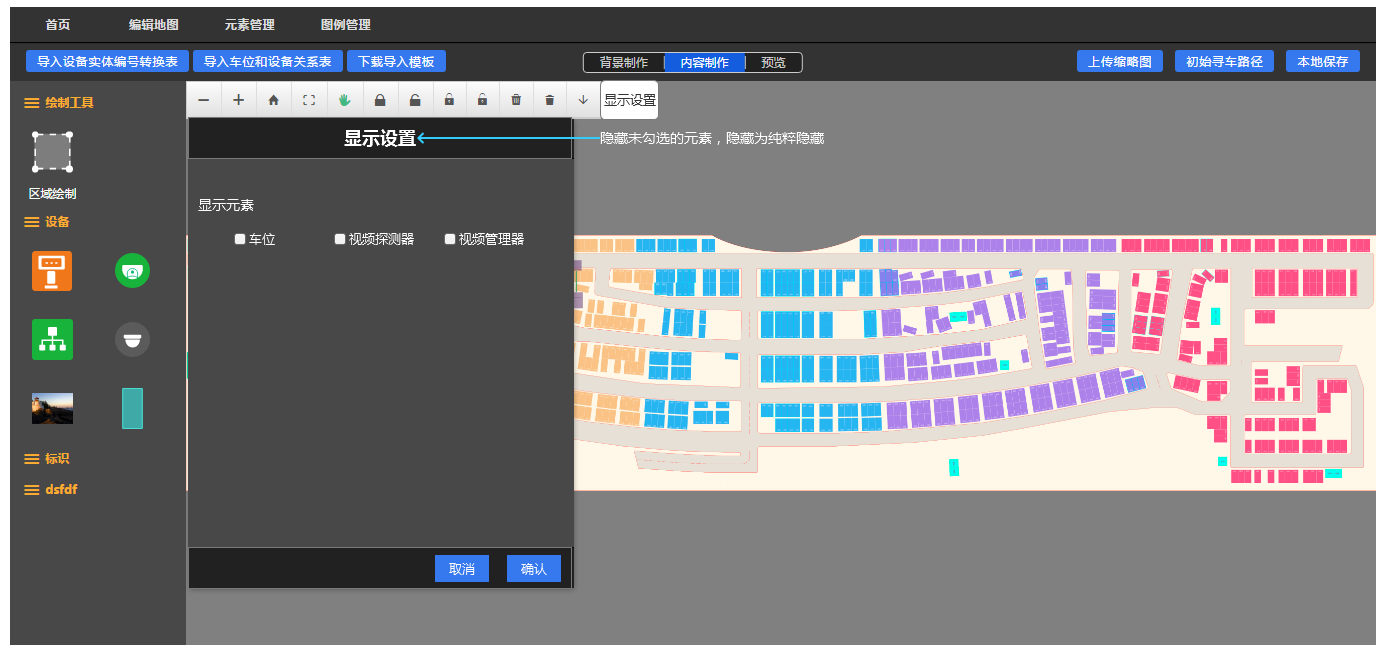 首页 编辑地图 元素管理 图例管理
导入设备实体编号转换表 导入车位和设备关系表 下载导入模板 背景制作 内容制作 预览 上传缩略图 初始寻车路径 本地保存
绘制工具
显示设置
显示设置
隐藏未勾选的元素，隐藏为纯粹隐藏
区域绘制
显示元素
设备
车位 视频探测器 视频管理器
标识
dsfdf
取消 确认